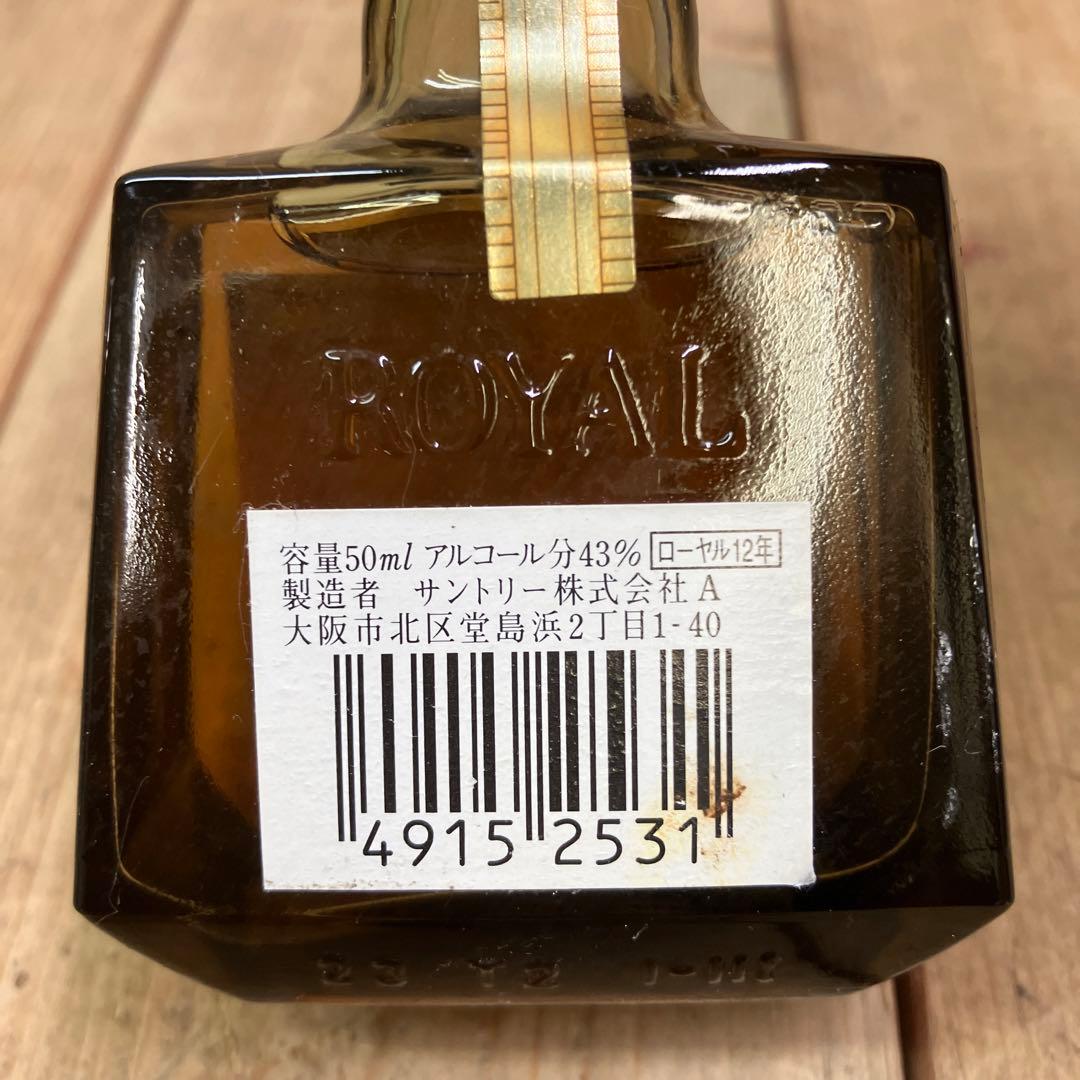 ROYAL
容量50ml アルコール分43% ローヤル12年
製造者 サントリー株式会社 A
大阪市北区堂島浜2丁目1-40
4915 2531